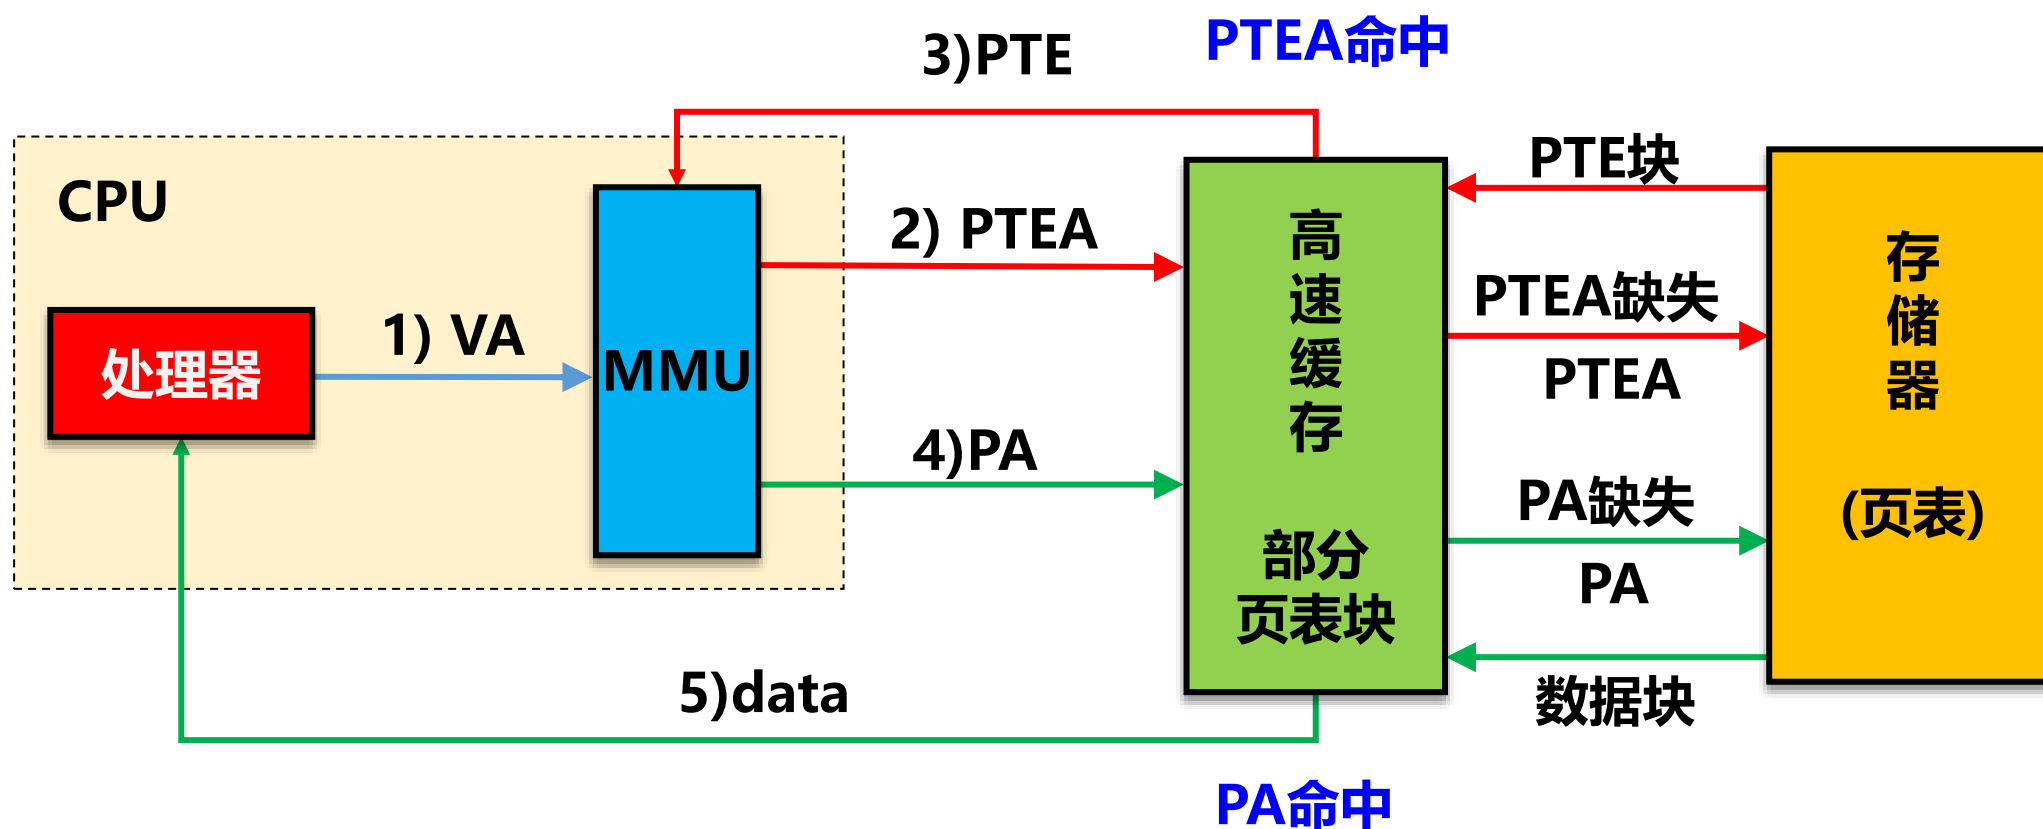 3)PTE
PTEA命中
CPU
处理器
1) VA
MMU
2) PTEA
4)PA
5)data
高速缓存
部分
页表块
PA命中
PTE块
PTEA缺失
PTEA
PA缺失
PA
数据块
存储器
(页表)